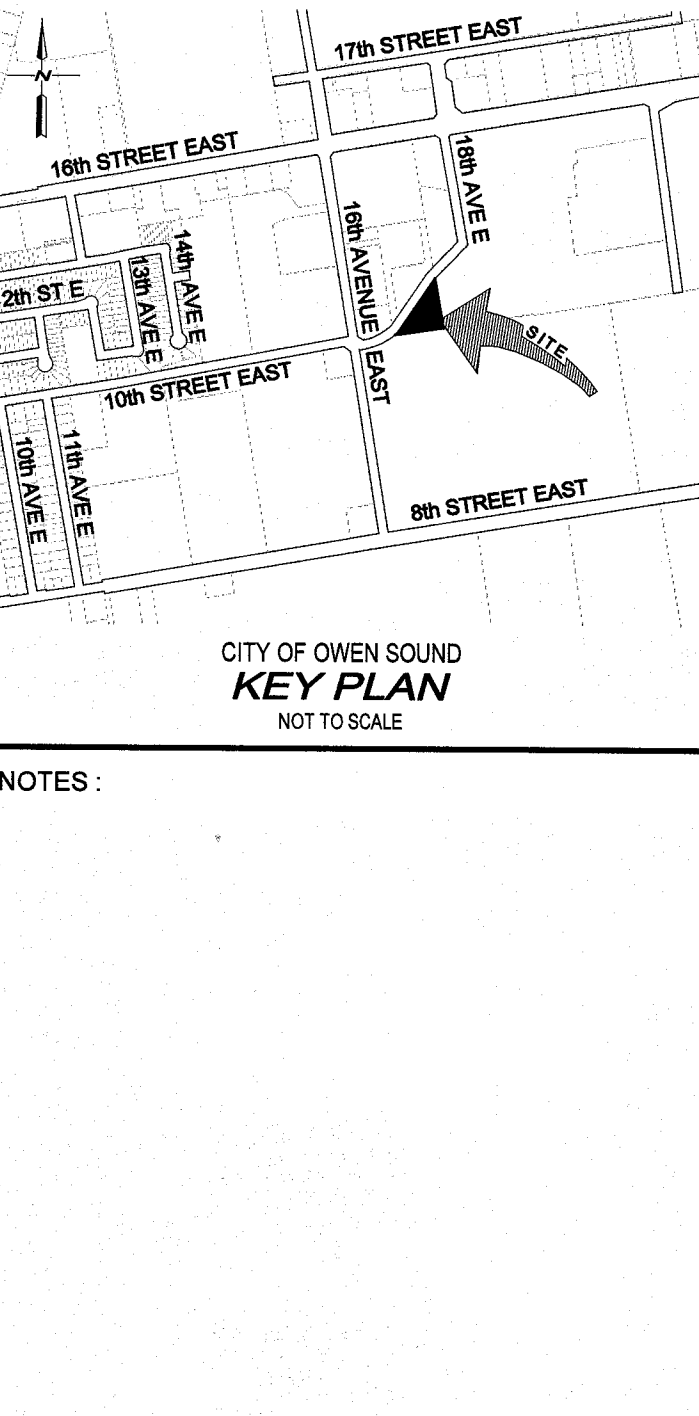 N
17th STREET EAST
16th STREET EAST
18th AVE E
16th AVENUE EAST
14th AVE E
13th AVE E
2th ST E
SITE
10th STREET EAST
10th AVE E
11th AVE E
8th STREET EAST
CITY OF OWEN SOUND
KEY PLAN
NOT TO SCALE
NOTES :